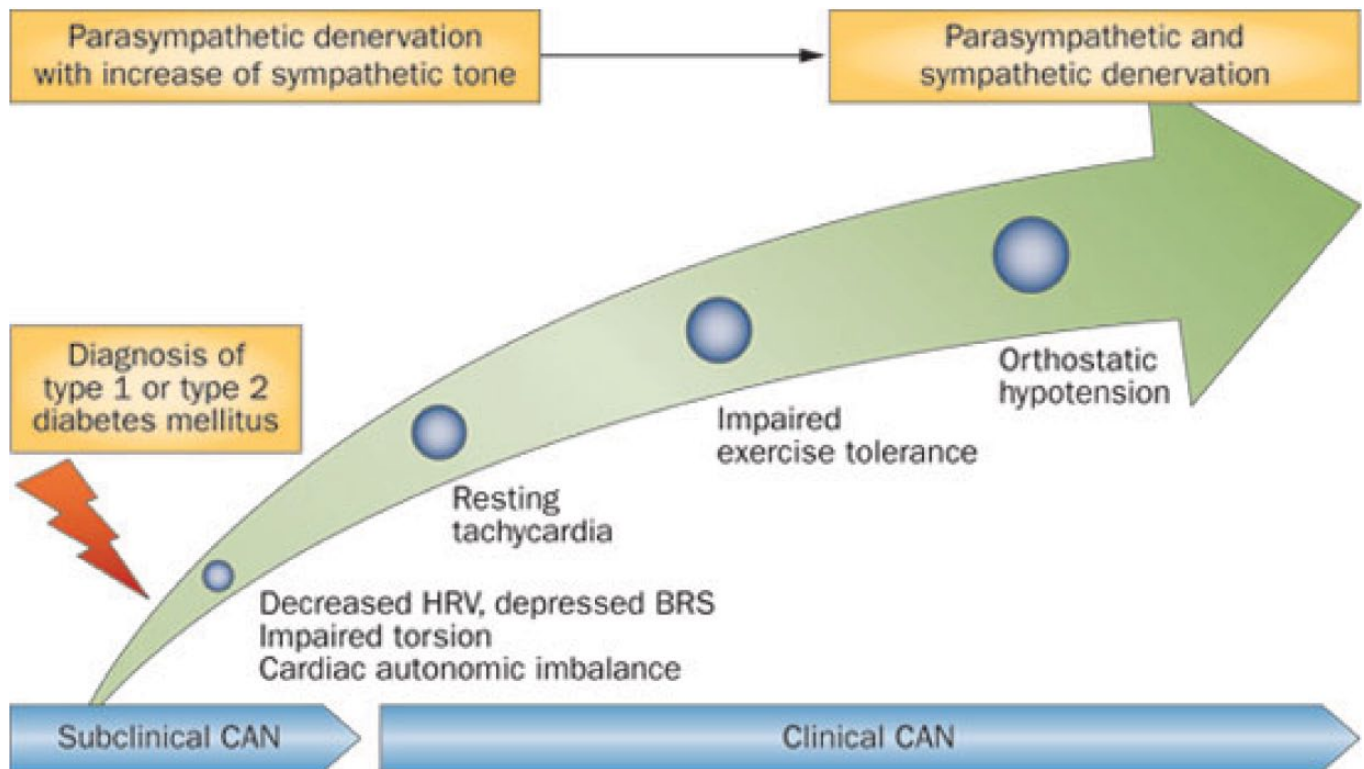 Parasympathetic denervation
with increase of sympathetic tone
Parasympathetic and
sympathetic denervation
Diagnosis of
type 1 or type 2
diabetes mellitus
Orthostatic
hypotension
Impaired
exercise tolerance
Resting
tachycardia
Decreased HRV, depressed BRS
Impaired torsion
Cardiac autonomic imbalance
Subclinical CAN
Clinical CAN